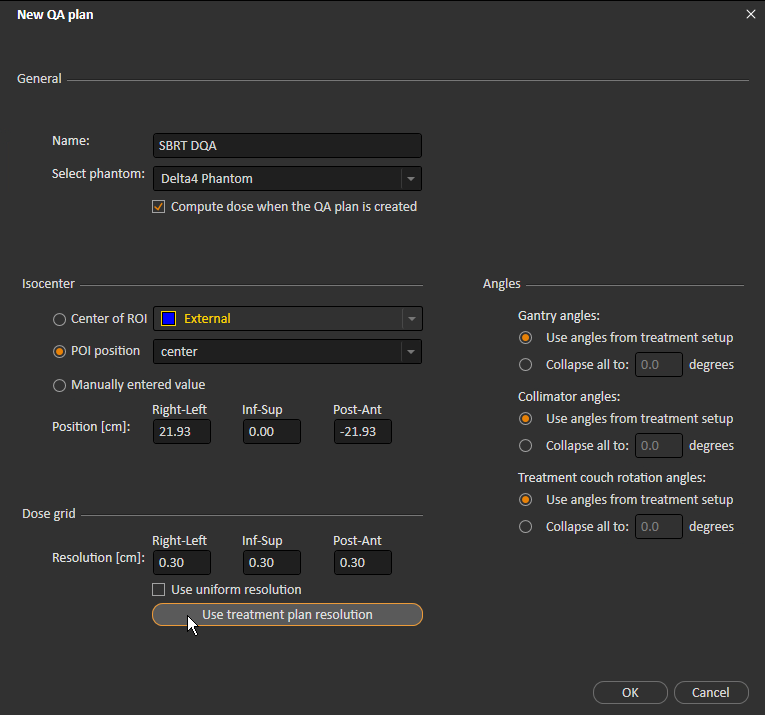 New QA plan
General
Name: SBRT DQA
Select phantom: Delta4 Phantom
Compute dose when the QA plan is created
Isocenter
Center of ROI External
POI position center
Manually entered value
Right-Left Inf-Sup Post-Ant
Position [cm]: 21.93 0.00 -21.93
Dose grid
Right-Left Inf-Sup Post-Ant
Resolution [cm]: 0.30 0.30 0.30
Use uniform resolution
Use treatment plan resolution
Angles
Gantry angles:
Use angles from treatment setup
Collapse all to: 0.0 degrees
Collimator angles:
Use angles from treatment setup
Collapse all to: 0.0 degrees
Treatment couch rotation angles:
Use angles from treatment setup
Collapse all to: 0.0 degrees
OK Cancel